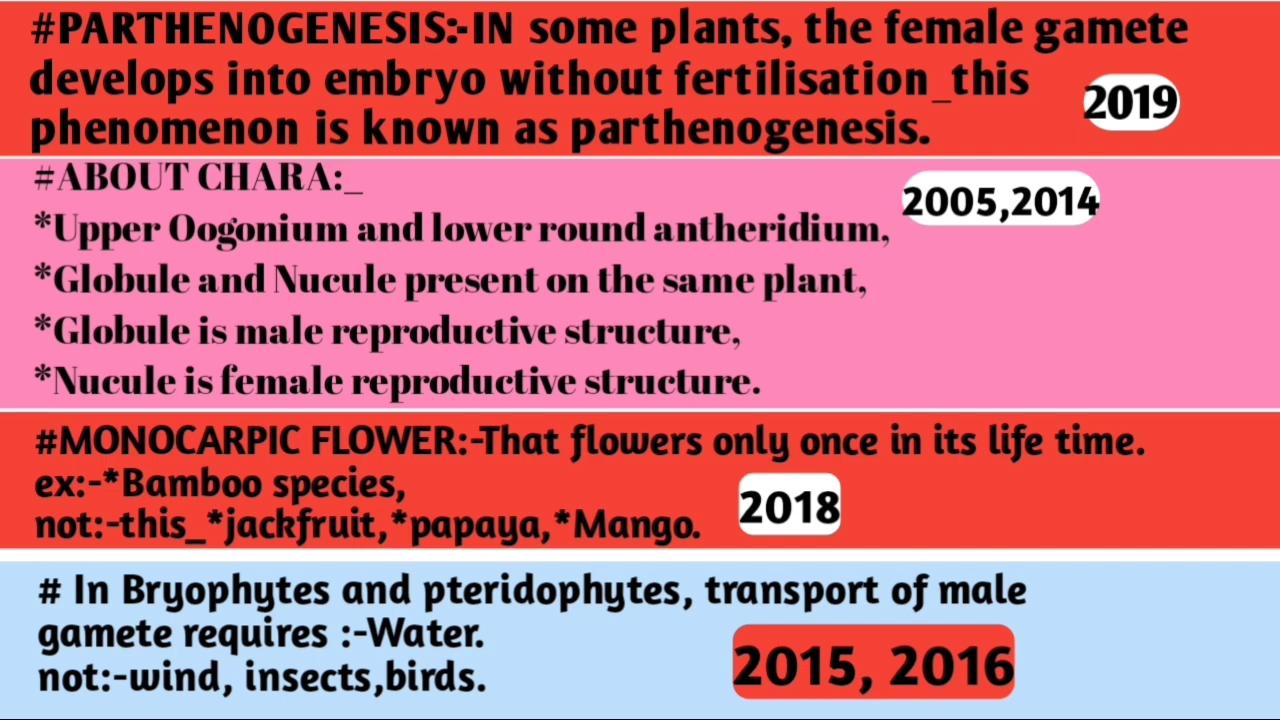 #PARTHENOGENESIS:-IN some plants, the female gamete
develops into embryo without fertilisation_this
phenomenon is known as parthenogenesis.
2019
#ABOUT CHARA:_
2005,2014
*Upper Oogonium and lower round antheridium,
*Globule and Nucule present on the same plant,
*Globule is male reproductive structure,
*Nucule is female reproductive structure.
#MONOCARPIC FLOWER:-That flowers only once in its life time.
ex:-*Bamboo species,
not:-this_*jackfruit,*papaya,*Mango.
2018
# In Bryophytes and pteridophytes, transport of male
gamete requires :-Water.
not:-wind, insects,birds.
2015, 2016